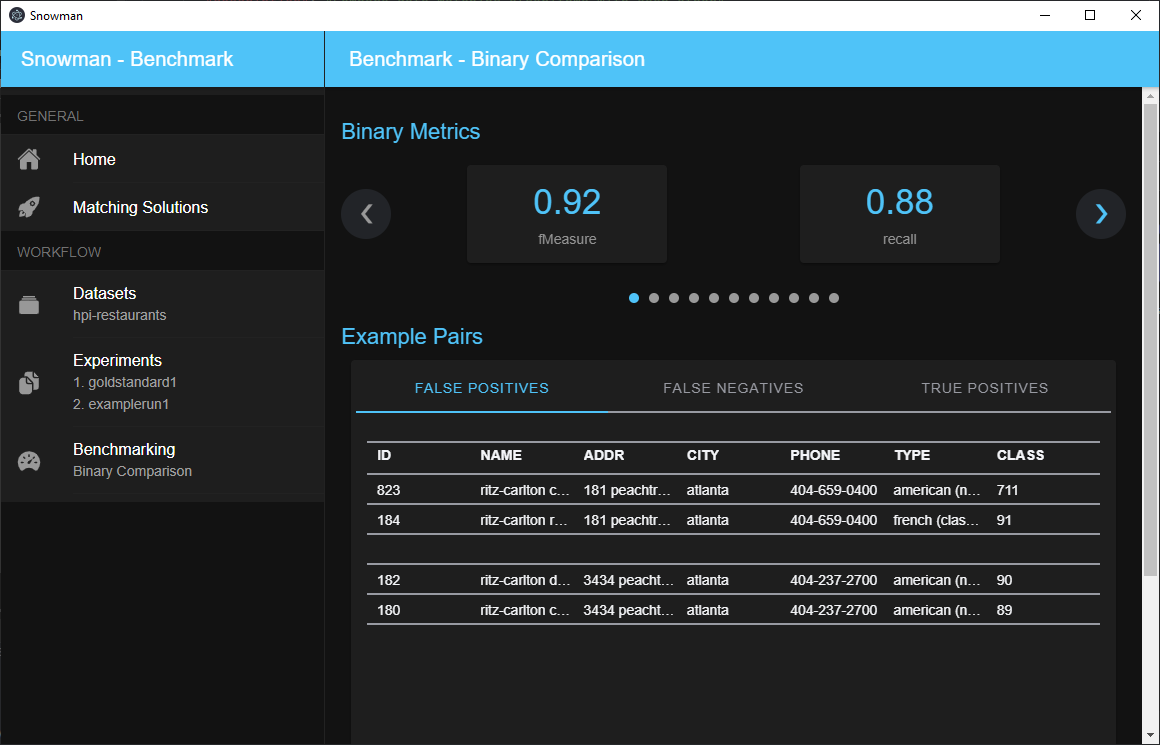 Snowman
Snowman - Benchmark
Benchmark - Binary Comparison
GENERAL
Home
Matching Solutions
WORKFLOW
Datasets
hpi-restaurants
Experiments
1. goldstandard1
2. examplerun1
Benchmarking
Binary Comparison
Binary Metrics
0.92
fMeasure
0.88
recall
Example Pairs
FALSE POSITIVES FALSE NEGATIVES TRUE POSITIVES
ID NAME ADDR CITY PHONE TYPE CLASS
823 ritz-carlton c... 181 peachtr... atlanta 404-659-0400 american (n... 711
184 ritz-carlton r... 181 peachtr... atlanta 404-659-0400 french (clas... 91
182 ritz-carlton d... 3434 peacht... atlanta 404-237-2700 american (n... 90
180 ritz-carlton c... 3434 peacht... atlanta 404-237-2700 american (n... 89